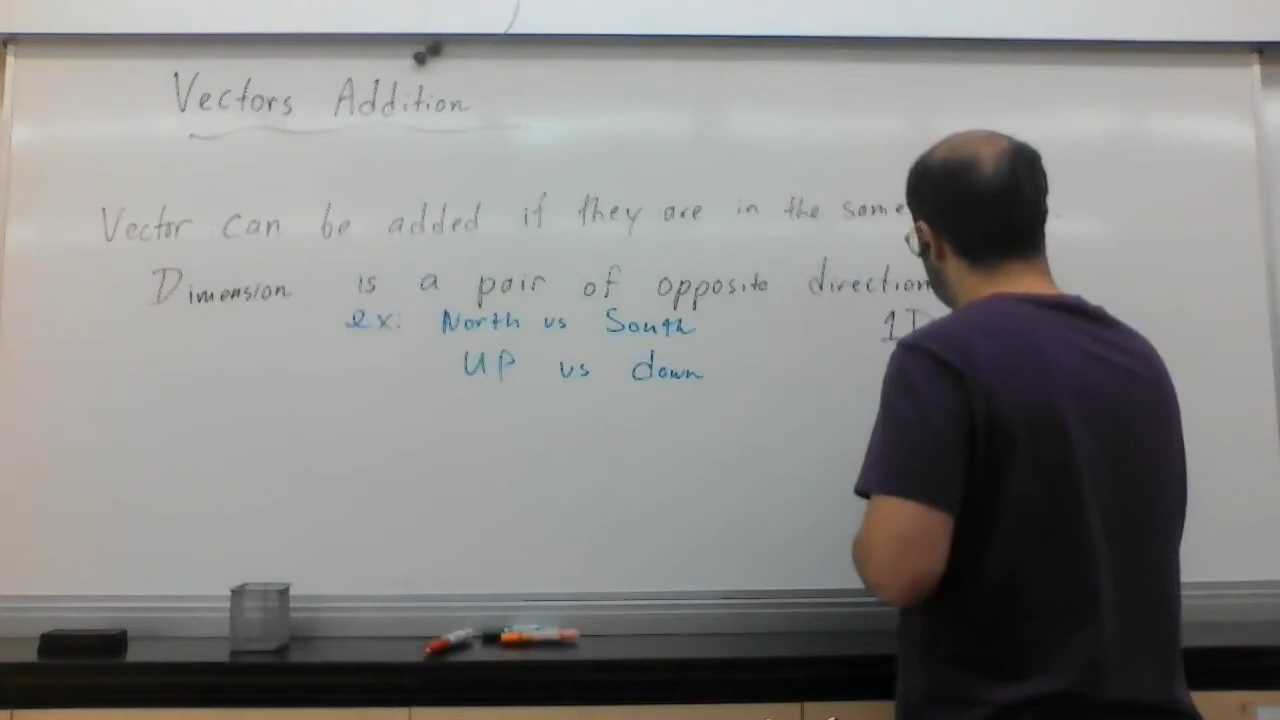 Vectors Addition
Vector can be added if they are in the same
Dimension is a pair of opposite direction
ex: North vs South 1D
UP vs down